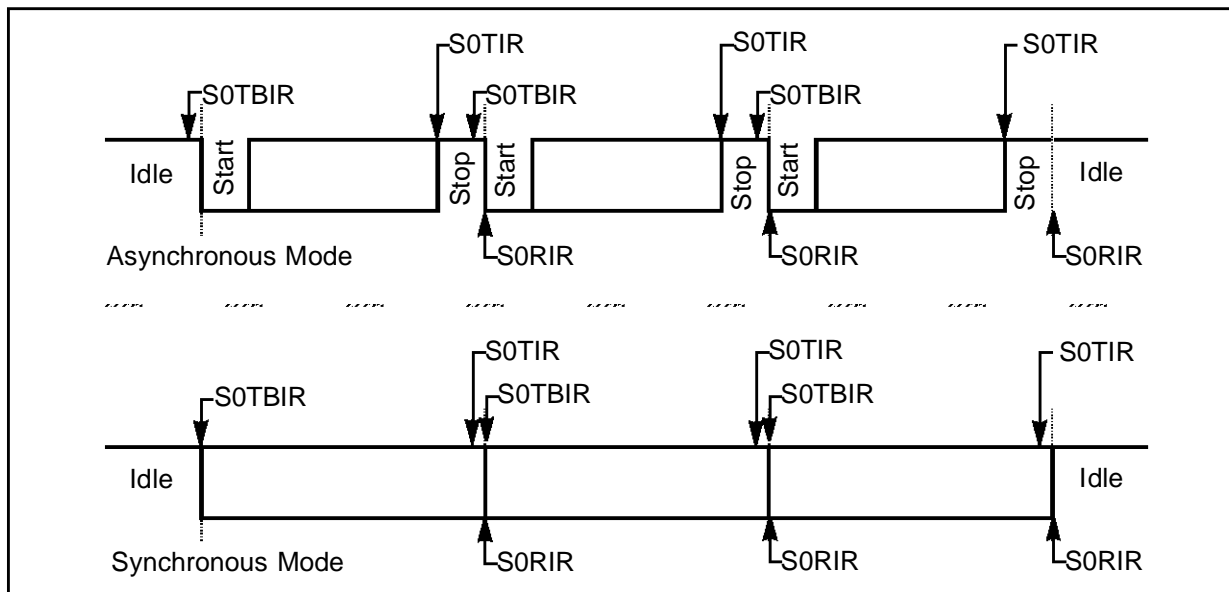 S0TIR S0TIR S0TIR
S0TBIR S0TBIR S0TBIR
Idle Start Stop Start Stop Start Stop Idle
Asynchronous Mode S0RIR S0RIR S0RIR
S0TIR S0TIR S0TIR
S0TBIR S0TBIR S0TBIR
Idle Idle
Synchronous Mode S0RIR S0RIR S0RIR